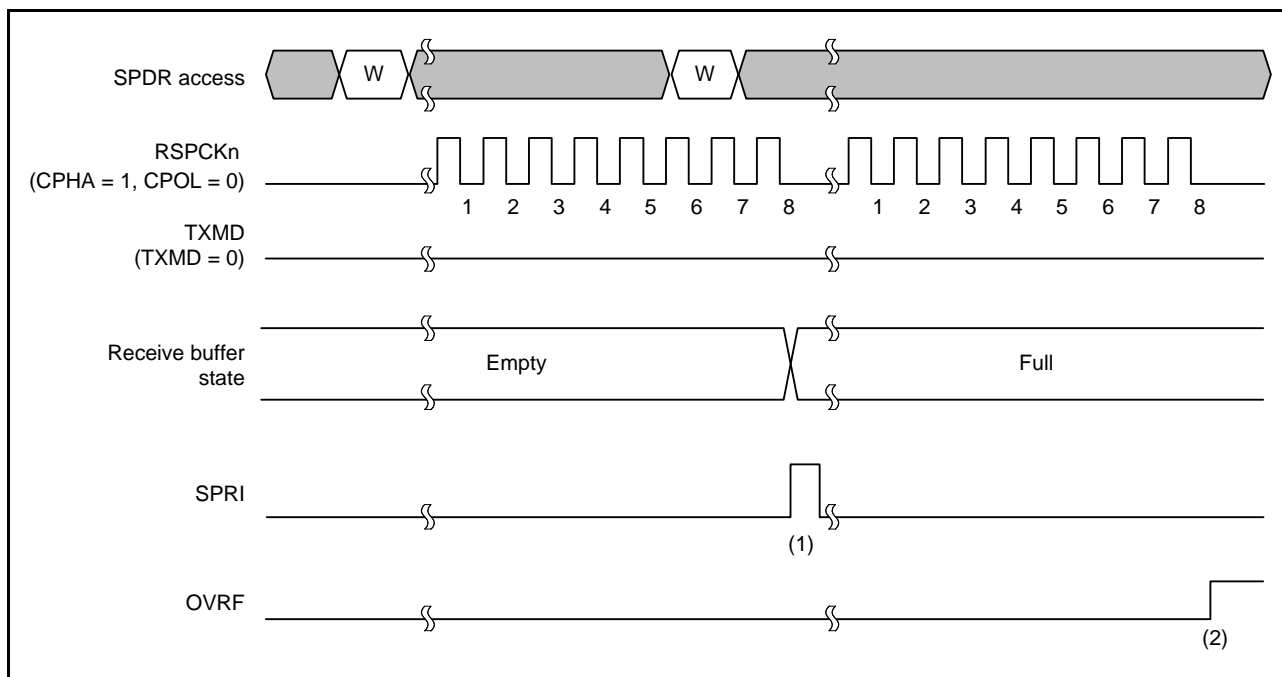 SPDR access
W
W
RSPCKn
(CPHA = 1, CPOL = 0)
1 2 3 4 5 6 7 8
1 2 3 4 5 6 7 8
TXMD
(TXMD = 0)
Receive buffer
state
Empty
Full
SPRI
(1)
OVRF
(2)